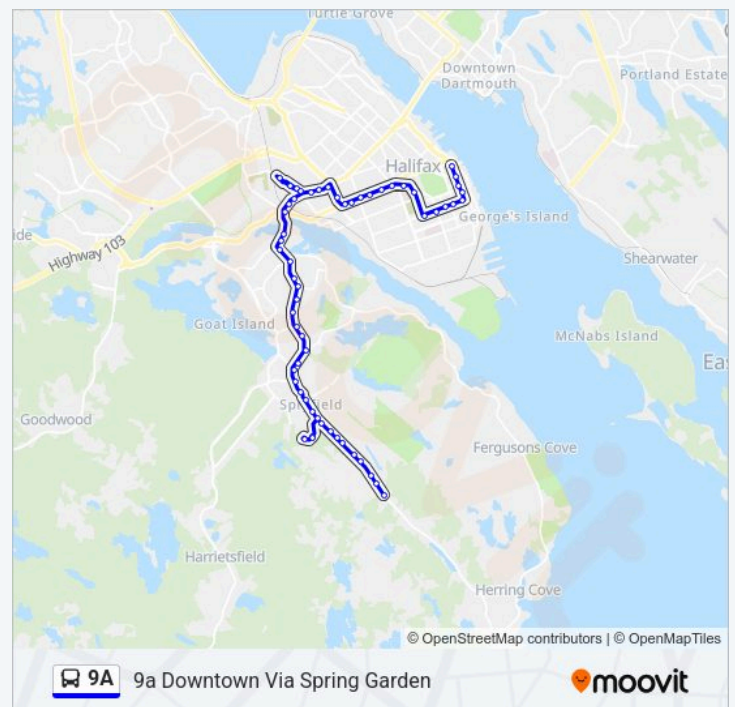 Turtle Grove
Downtown
Dartmouth
Portland Estate
Halifax
George's Island
ide
Highway 103
Shearwater
Goat Island
McNabs Island
Eas
Goodwood
Fergusons Cove
Harrietsfield
Herring Cove
© OpenStreetMap contributors | © OpenMapTiles
9A 9a Downtown Via Spring Garden
moovit